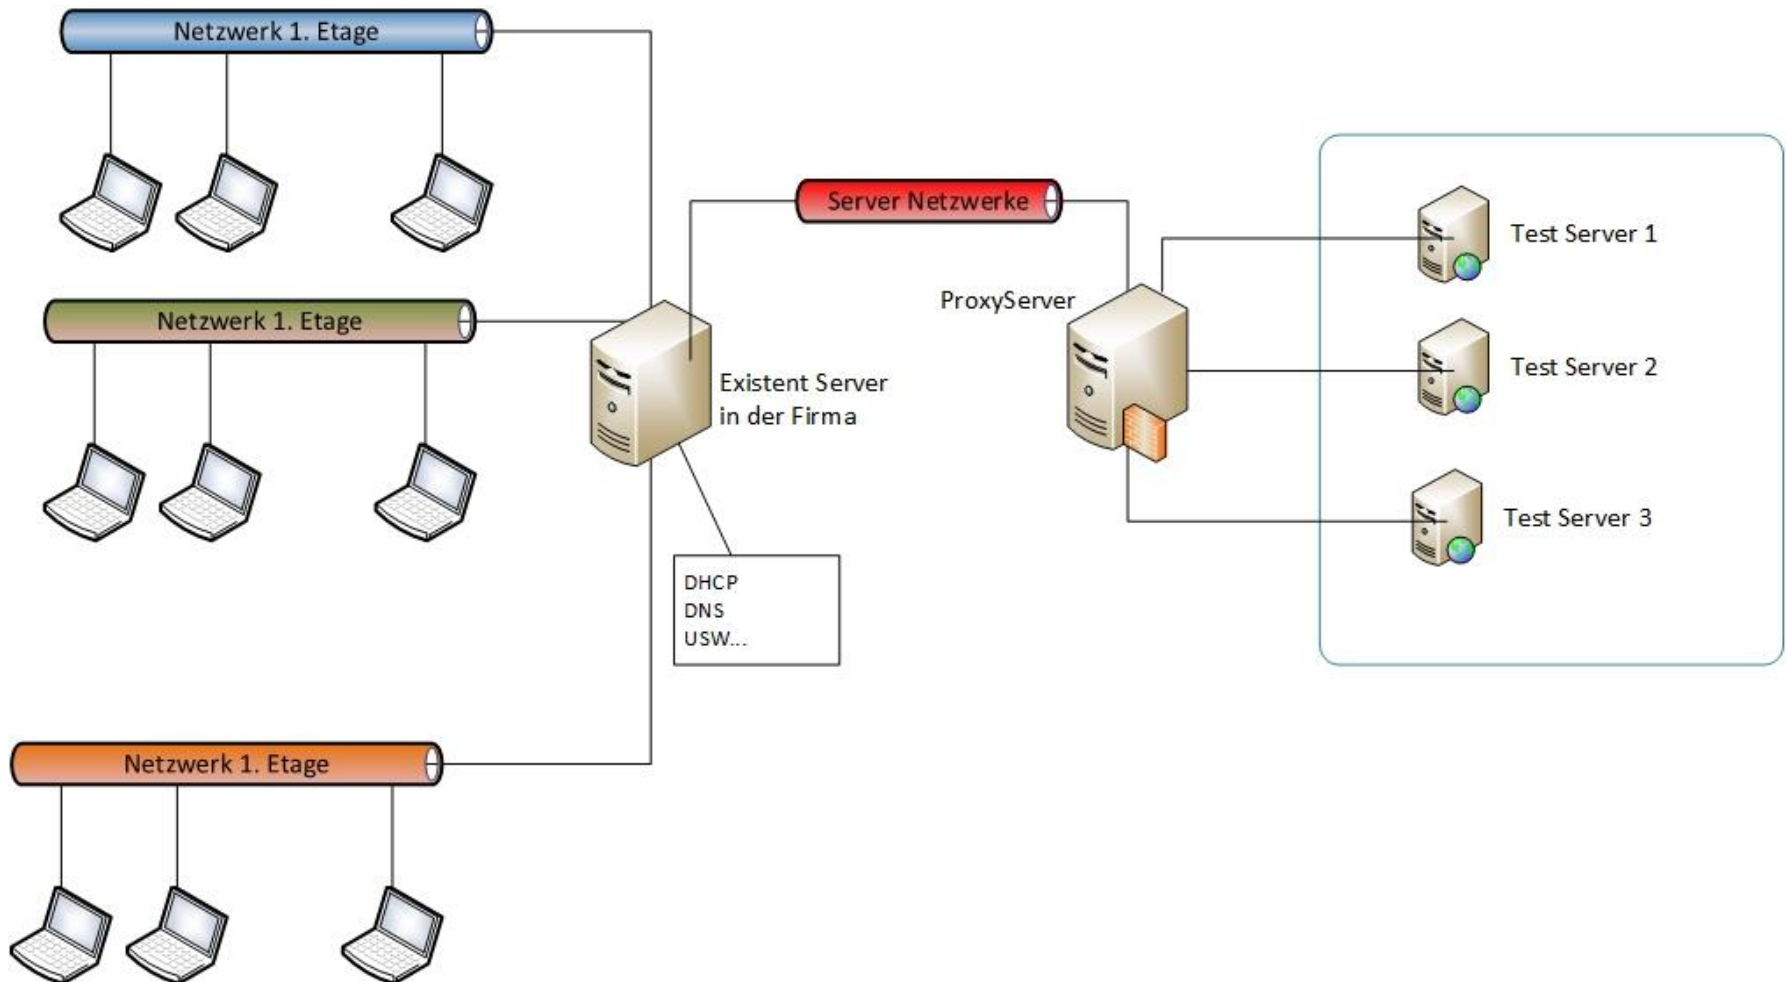 Netzwerk 1. Etage
Server Netzwerke
Test Server 1
ProxyServer
Netzwerk 1. Etage
Existent Server
in der Firma
Test Server 2
Test Server 3
DHCP
DNS
USW...
Netzwerk 1. Etage